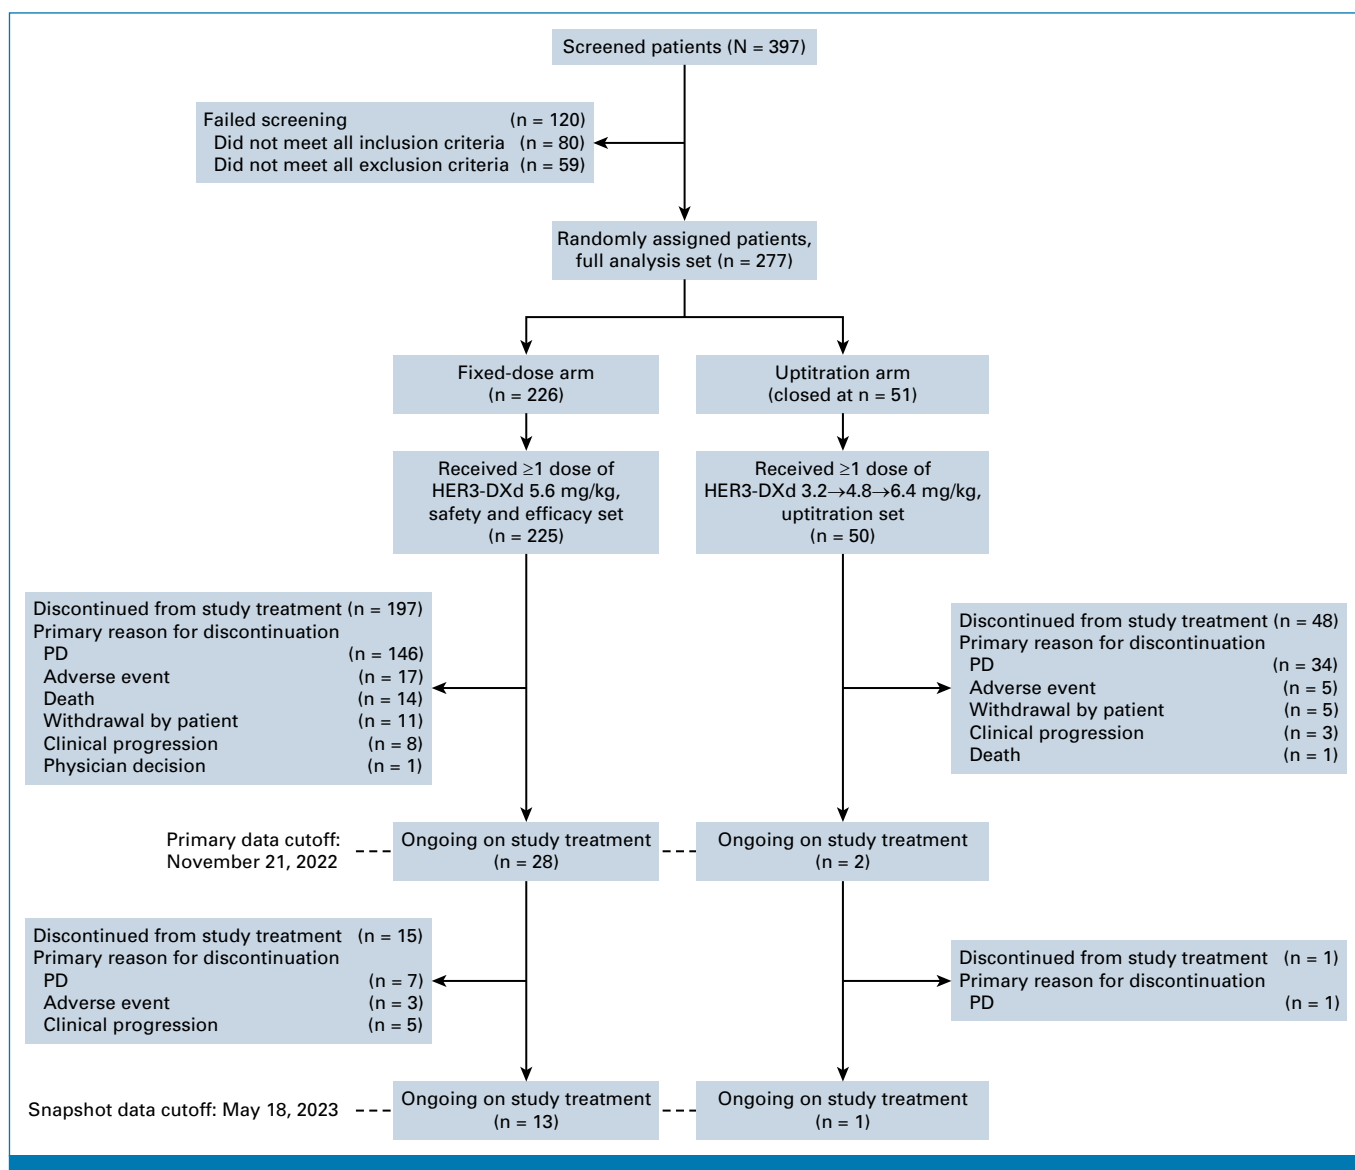 Screened patients (N = 397)
Failed screening (n = 120)
Did not meet all inclusion criteria (n = 80)
Did not meet all exclusion criteria (n = 59)
Randomly assigned patients,
full analysis set (n = 277)
Fixed-dose arm
(n = 226)
Uptitration arm
(closed at n = 51)
Received ≥1 dose of
HER3-DXd 5.6 mg/kg,
safety and efficacy set
(n = 225)
Received ≥1 dose of
HER3-DXd 3.2→4.8→6.4 mg/kg,
uptitration set
(n = 50)
Discontinued from study treatment (n = 197)
Primary reason for discontinuation
PD (n = 146)
Adverse event (n = 17)
Death (n = 14)
Withdrawal by patient (n = 11)
Clinical progression (n = 8)
Physician decision (n = 1)
Discontinued from study treatment (n = 48)
Primary reason for discontinuation
PD (n = 34)
Adverse event (n = 5)
Withdrawal by patient (n = 5)
Clinical progression (n = 3)
Death (n = 1)
Primary data cutoff:
November 21, 2022
Ongoing on study treatment
(n = 28)
Ongoing on study treatment
(n = 2)
Discontinued from study treatment (n = 15)
Primary reason for discontinuation
PD (n = 7)
Adverse event (n = 3)
Clinical progression (n = 5)
Discontinued from study treatment (n = 1)
Primary reason for discontinuation
PD (n = 1)
Snapshot data cutoff: May 18, 2023
Ongoing on study treatment
(n = 13)
Ongoing on study treatment
(n = 1)